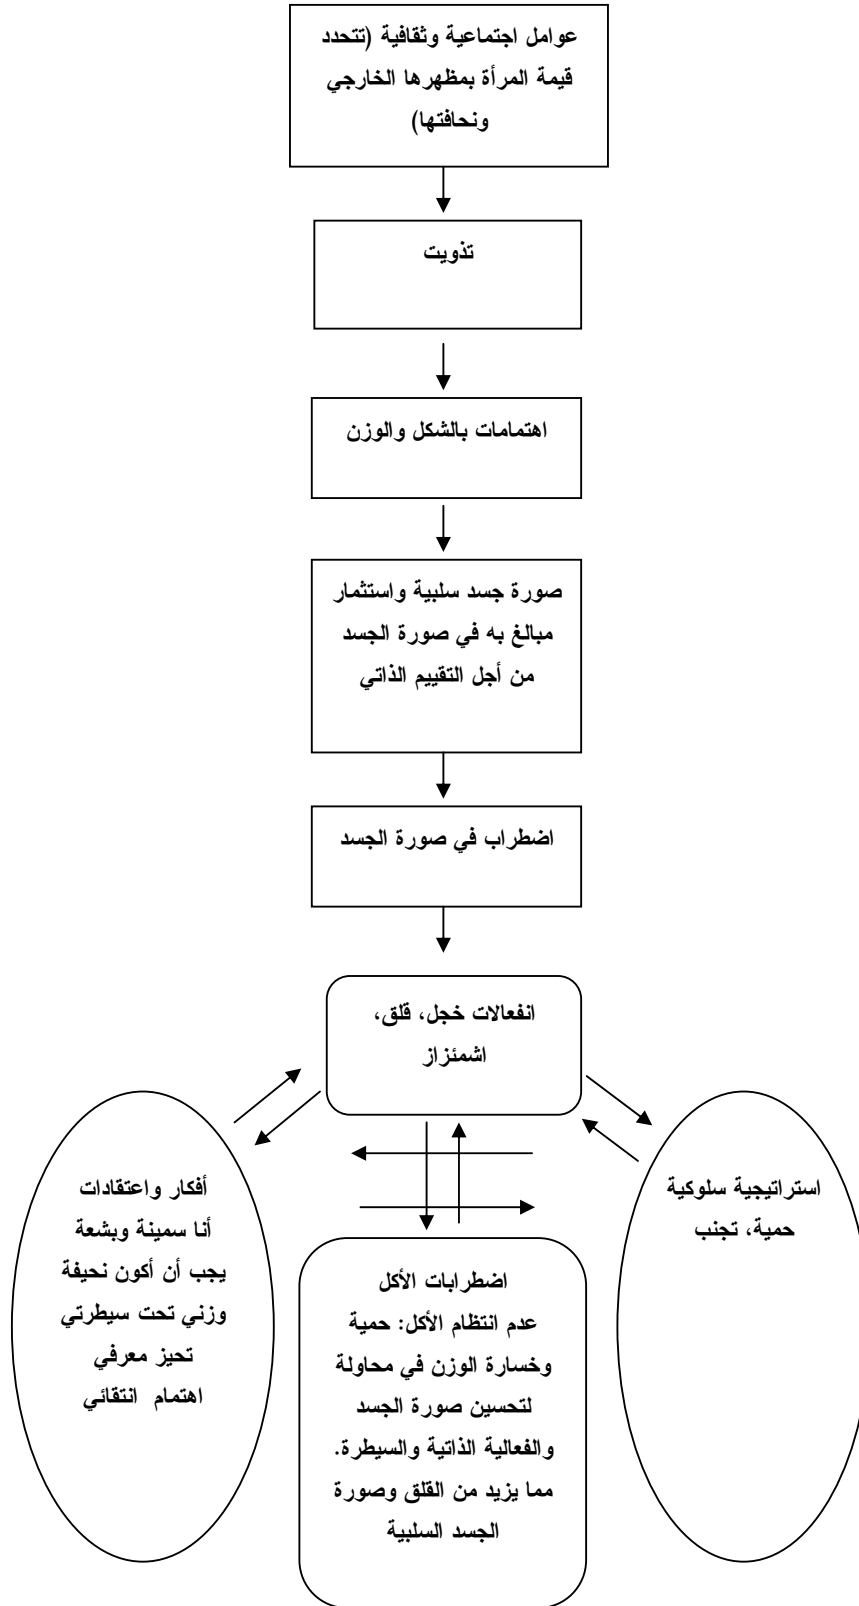 عوامل اجتماعية وثقافية (تتحدد
قيمة المرأة بمظهرها الخارجي
ونحافتها)
تذويت
اهتمامات بالشكل والوزن
صورة جسد سلبية واستثمار
مبالغ به في صورة الجسد
من أجل التقييم الذاتي
اضطراب في صورة الجسد
انفعالات خجل، قلق،
اشمئزاز
استراتيجية سلوكية
حمية، تجنب
أفكار واعتقادات
أنا سمينة وبشعة
يجب أن أكون نحيفة
وزني تحت سيطرتي
تحيز معرفي
اهتمام انتقائي
اضطرابات الأكل
عدم انتظام الأكل: حمية
وخسارة الوزن في محاولة
لتحسين صورة الجسد
والفعالية الذاتية والسيطرة.
مما يزيد من القلق وصورة
الجسد السلبية